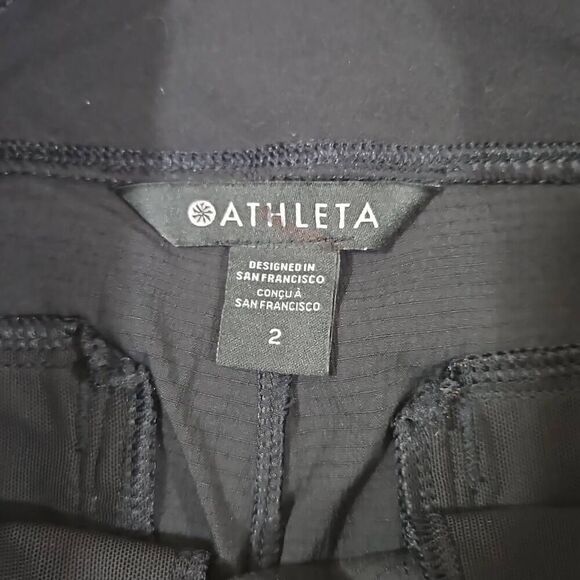 ATHLETA
DESIGNED IN
SAN FRANCISCO
CONÇU À
SAN FRANCISCO
2